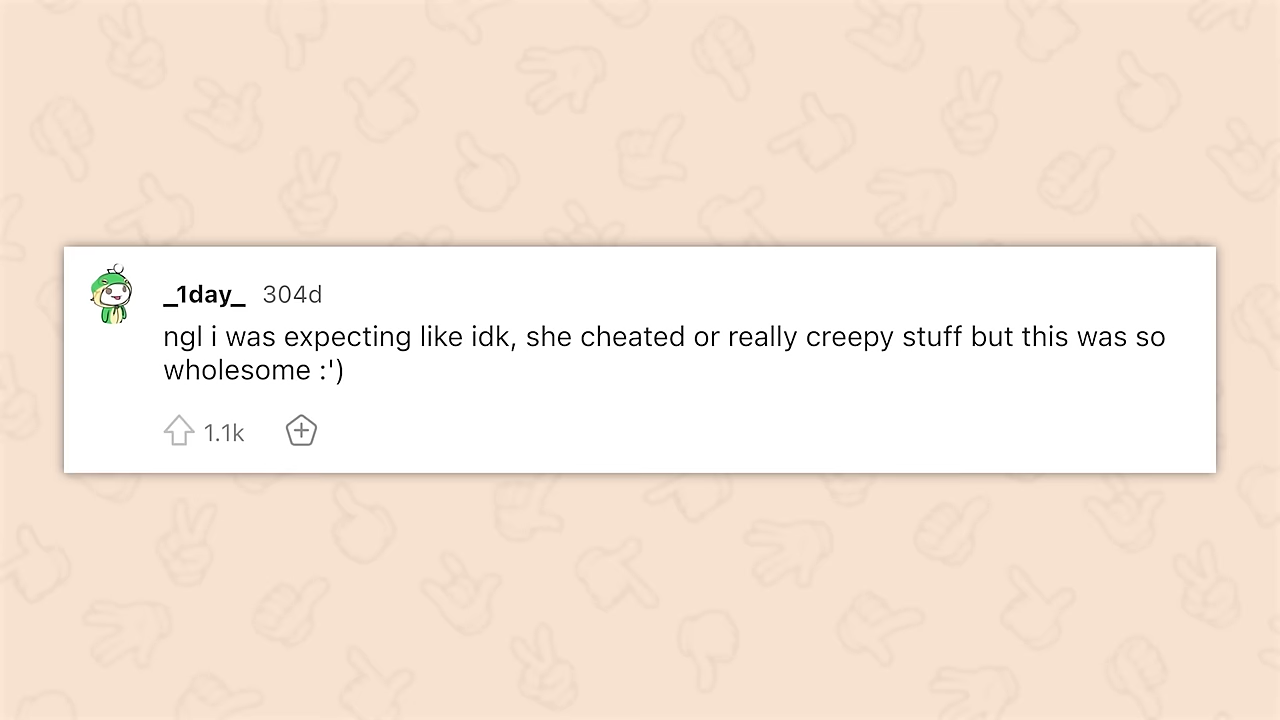 _1day_ 304d
ngl i was expecting like idk, she cheated or really creepy stuff but this was so
wholesome :')
1.1k